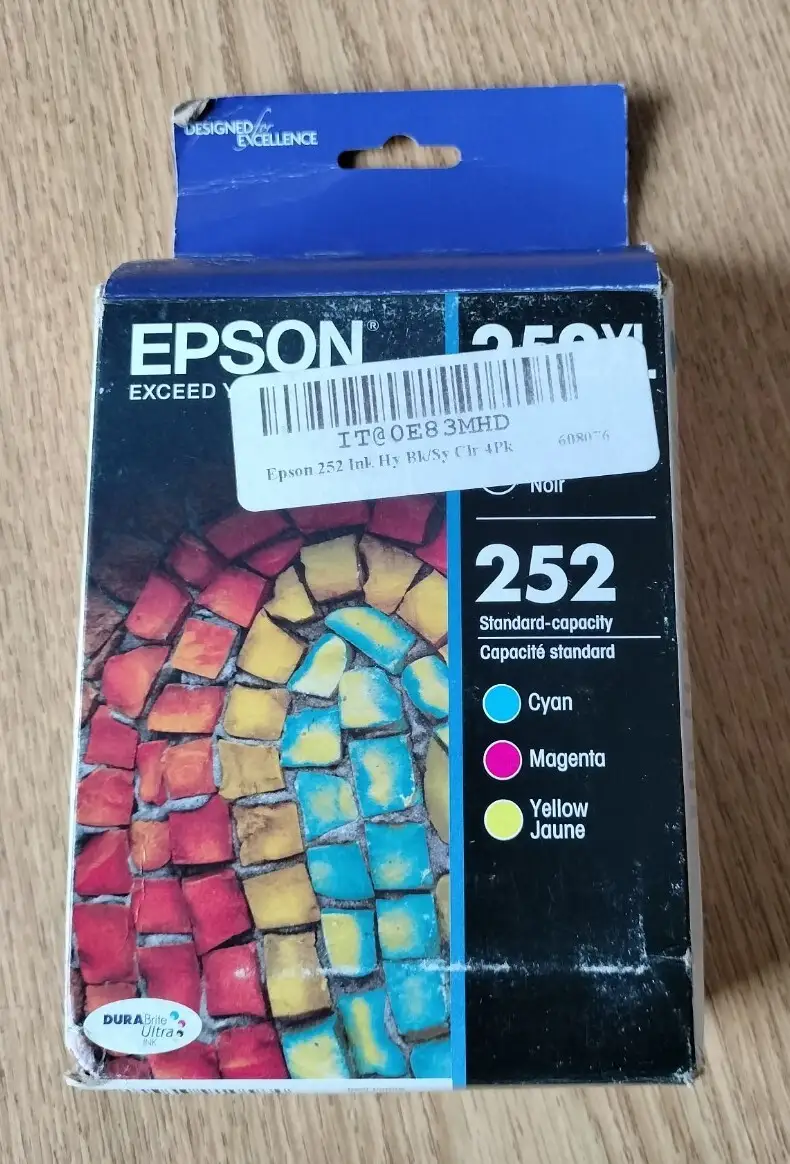 DESIGNED for
EXCELLENCE
EPSON®
EXCEED
252XL
IT@0E83MHD
Epson 252 Ink Hy Bk/Sy Clr 4Pk
608076
Noir
252
Standard-capacity
Capacité standard
Cyan
Magenta
Yellow
Jaune
DURABrite
Ultra
INK